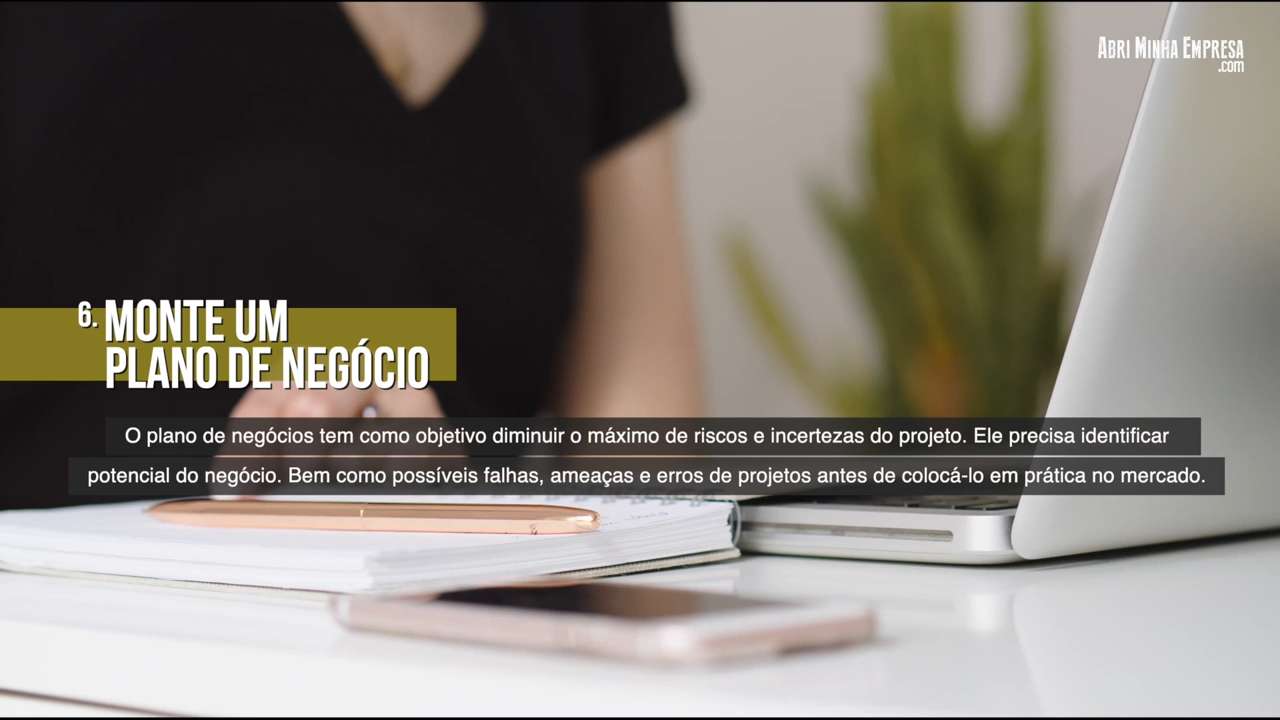 ABRI MINHA EMPRESA
.com
6. MONTE UM
PLANO DE NEGÓCIO
O plano de negócios tem como objetivo diminuir o máximo de riscos e incertezas do projeto. Ele precisa identificar
potencial do negócio. Bem como possíveis falhas, ameaças e erros de projetos antes de colocá-lo em prática no mercado.